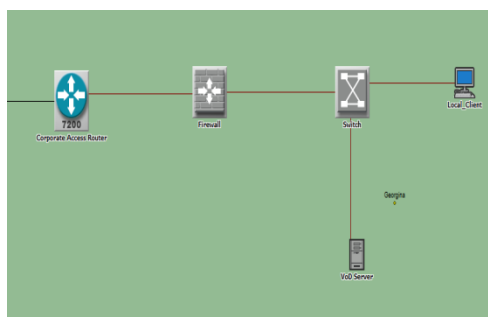 7200
Corporate Access Router
Firewall
Switch
Local_Client
Georgina
VoD Server